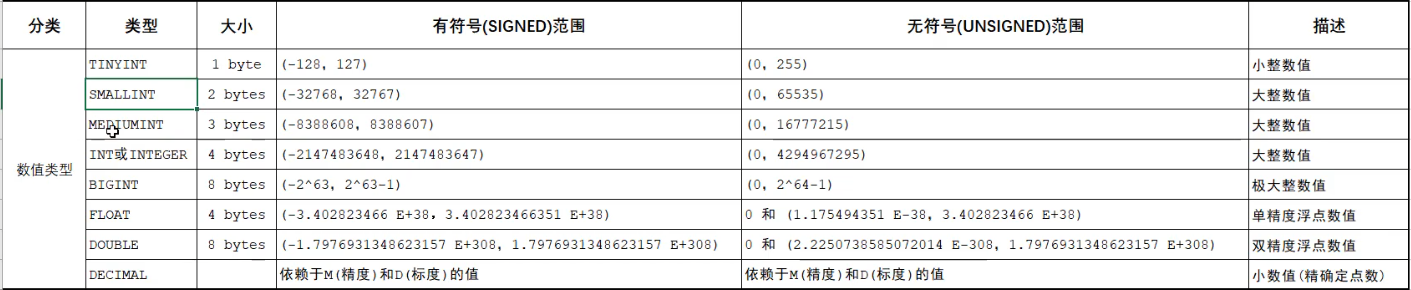 分类 类型 大小 有符号(SIGNED)范围 无符号(UNSIGNED)范围 描述
TINYINT 1 byte (-128, 127) (0, 255) 小整数值
SMALLINT 2 bytes (-32768, 32767) (0, 65535) 大整数值
MEDIUMINT 3 bytes (-8388608, 8388607) (0, 16777215) 大整数值
数值类型 INT或INTEGER 4 bytes (-2147483648, 2147483647) (0, 4294967295) 大整数值
BIGINT 8 bytes (-2^63, 2^63-1) (0, 2^64-1) 极大整数值
FLOAT 4 bytes (-3.402823466 E+38, 3.402823466351 E+38) 0 和 (1.175494351 E-38, 3.402823466 E+38) 单精度浮点数值
DOUBLE 8 bytes (-1.7976931348623157 E+308, 1.7976931348623157 E+308) 0 和 (2.2250738585072014 E-308, 1.7976931348623157 E+308) 双精度浮点数值
DECIMAL 依赖于M(精度)和D(标度)的值 依赖于M(精度)和D(标度)的值 小数值(精确定点数)